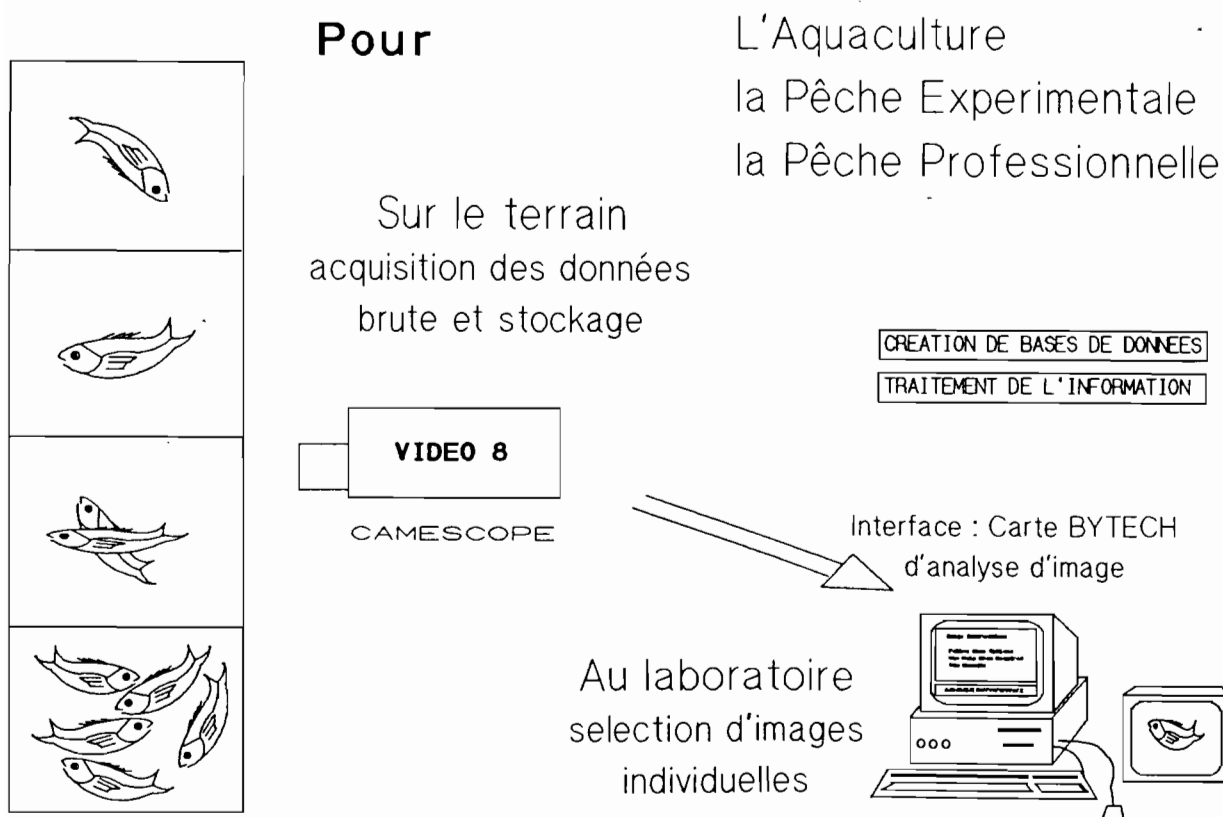 Pour
L'Aquaculture
la Pêche Experimentale
la Pêche Professionnelle
Sur le terrain
acquisition des données
brute et stockage
CREATION DE BASES DE DONNEES
TRAITEMENT DE L'INFORMATION
VIDEO 8
CAMESCOPE
Interface : Carte BYTECH
d'analyse d'image
Au laboratoire
selection d'images
individuelles